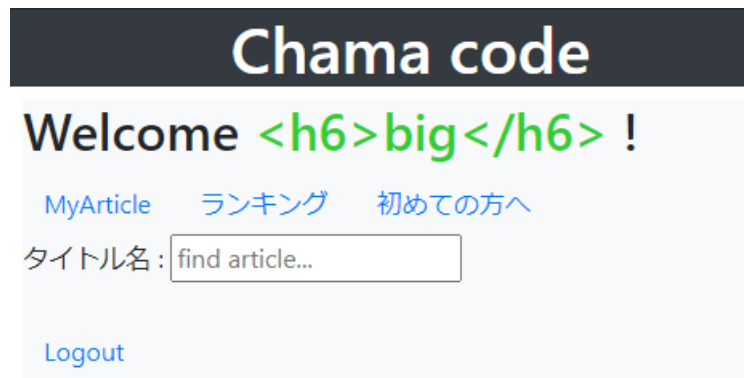 Chama code
Welcome <h6>big</h6> !
MyArticle ランキング 初めての方へ
タイトル名 : find article...
Logout